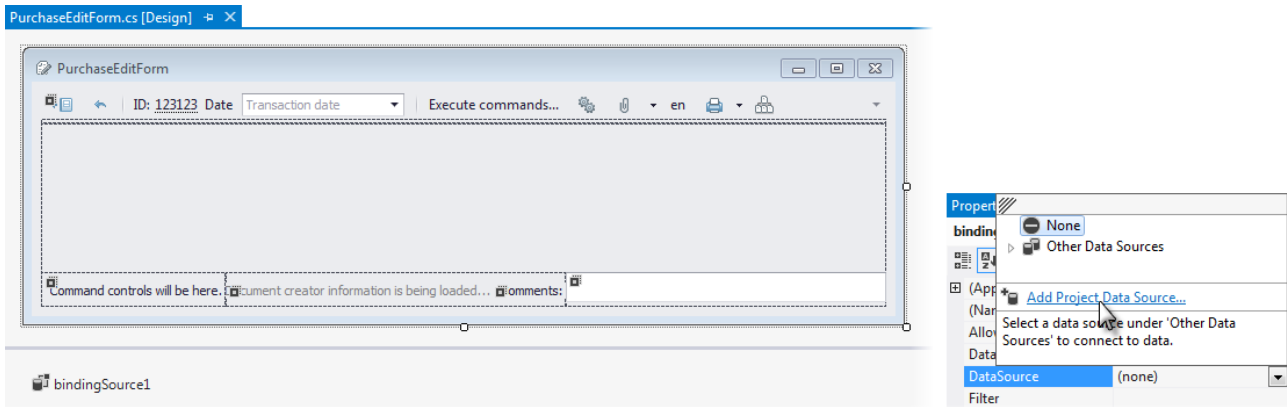 PurchaseEditForm.cs [Design]
PurchaseEditForm
ID: 123123 Date Transaction date Execute commands... en
Command controls will be here. cument creator information is being loaded... omments:
bindingSource1
Propert
None
bindin
Other Data Sources
(App
Add Project Data Source...
(Nar
Select a data source under 'Other Data
Allo
Sources' to connect to data.
Data
DataSource (none)
Filter